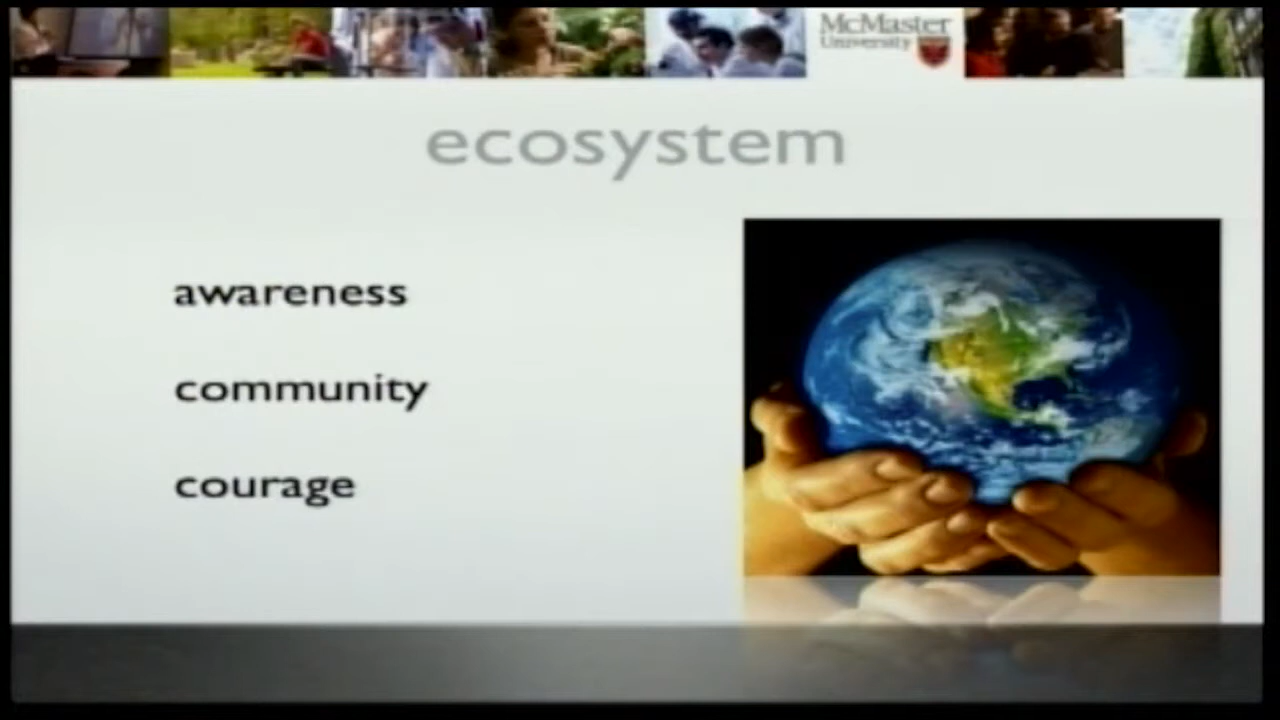 McMaster
University
ecosystem
awareness
community
courage